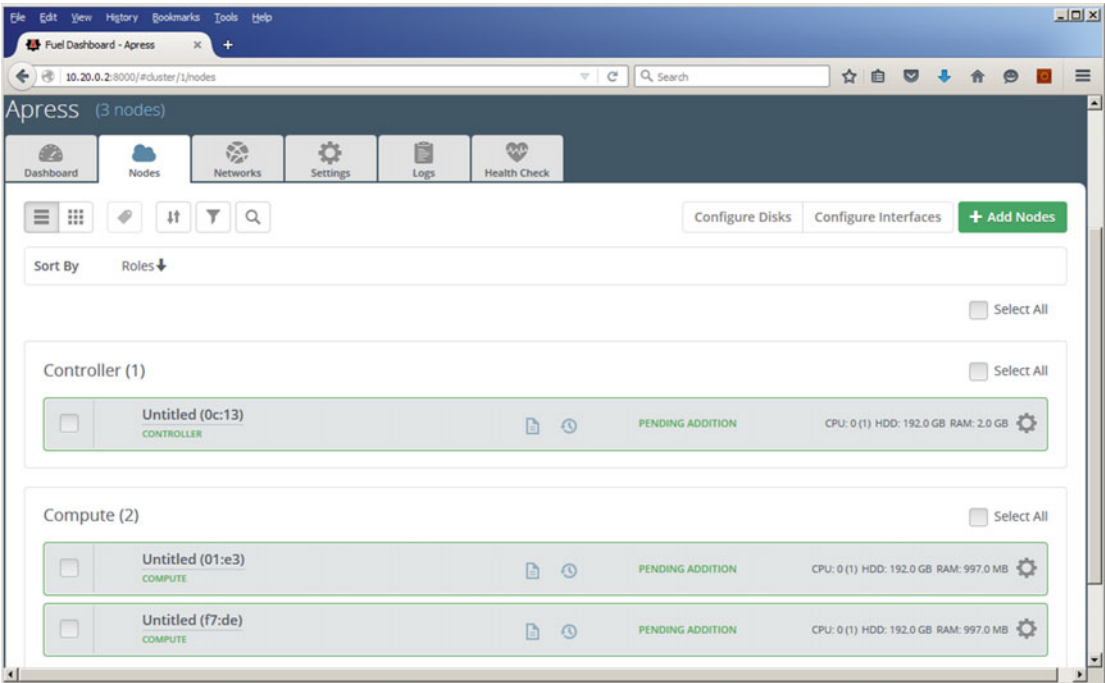 File Edit View History Bookmarks Tools Help
Fuel Dashboard - Apress
10.20.0.2:8000/#cluster/1/nodes
Search
Apress (3 nodes)
Dashboard Nodes Networks Settings Logs Health Check
Configure Disks Configure Interfaces + Add Nodes
Sort By Roles
Select All
Controller (1) Select All
Untitled (0c:13)
CONTROLLER
PENDING ADDITION
CPU: 0 (1) HDD: 192.0 GB RAM: 2.0 GB
Compute (2) Select All
Untitled (01:e3)
COMPUTE
PENDING ADDITION
CPU: 0 (1) HDD: 192.0 GB RAM: 997.0 MB
Untitled (f7:de)
COMPUTE
PENDING ADDITION
CPU: 0 (1) HDD: 192.0 GB RAM: 997.0 MB